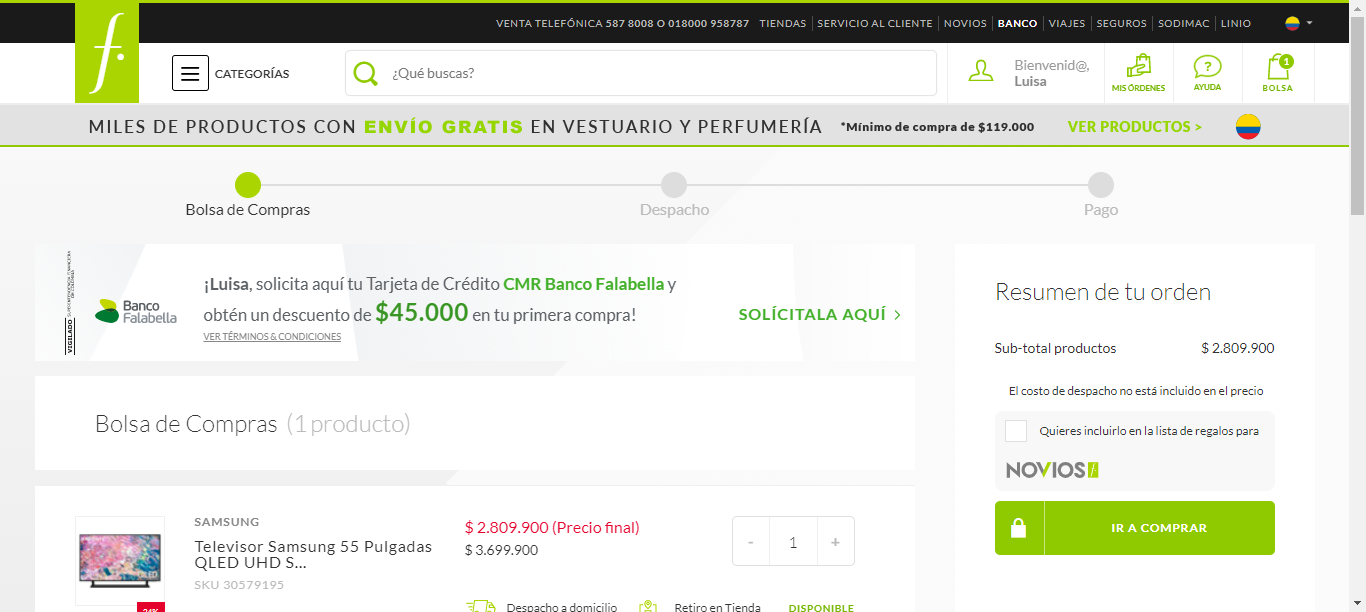 VENTA TELEFÓNICA 587 8008 O 018000 958787 TIENDAS SERVICIO AL CLIENTE NOVIOS BANCO VIAJES SEGUROS SODIMAC LINIO
f.
CATEGORÍAS
¿Qué buscas?
Bienvenid@,
Luisa
MIS ÓRDENES
?
AYUDA
1
BOLSA
MILES DE PRODUCTOS CON ENVÍO GRATIS EN VESTUARIO Y PERFUMERÍA *Mínimo de compra de $119.000 VER PRODUCTOS >
Bolsa de Compras
Despacho
Pago
VIGILADO
Banco
Falabella
¡Luisa, solicita aquí tu Tarjeta de Crédito CMR Banco Falabella y
obtén un descuento de $45.000 en tu primera compra!
VER TÉRMINOS & CONDICIONES
SOLÍCITALA AQUÍ >
Bolsa de Compras (1 producto)
SAMSUNG
Televisor Samsung 55 Pulgadas
QLED UHD S...
SKU 30579195
$ 2.809.900 (Precio final)
$ 3.699.900
- 1 +
Despacho a domicilio
Retiro en Tienda
DISPONIBLE
Resumen de tu orden
Sub-total productos $ 2.809.900
El costo de despacho no está incluido en el precio
Quieres incluirlo en la lista de regalos para
NOVIOS f.
IR A COMPRAR